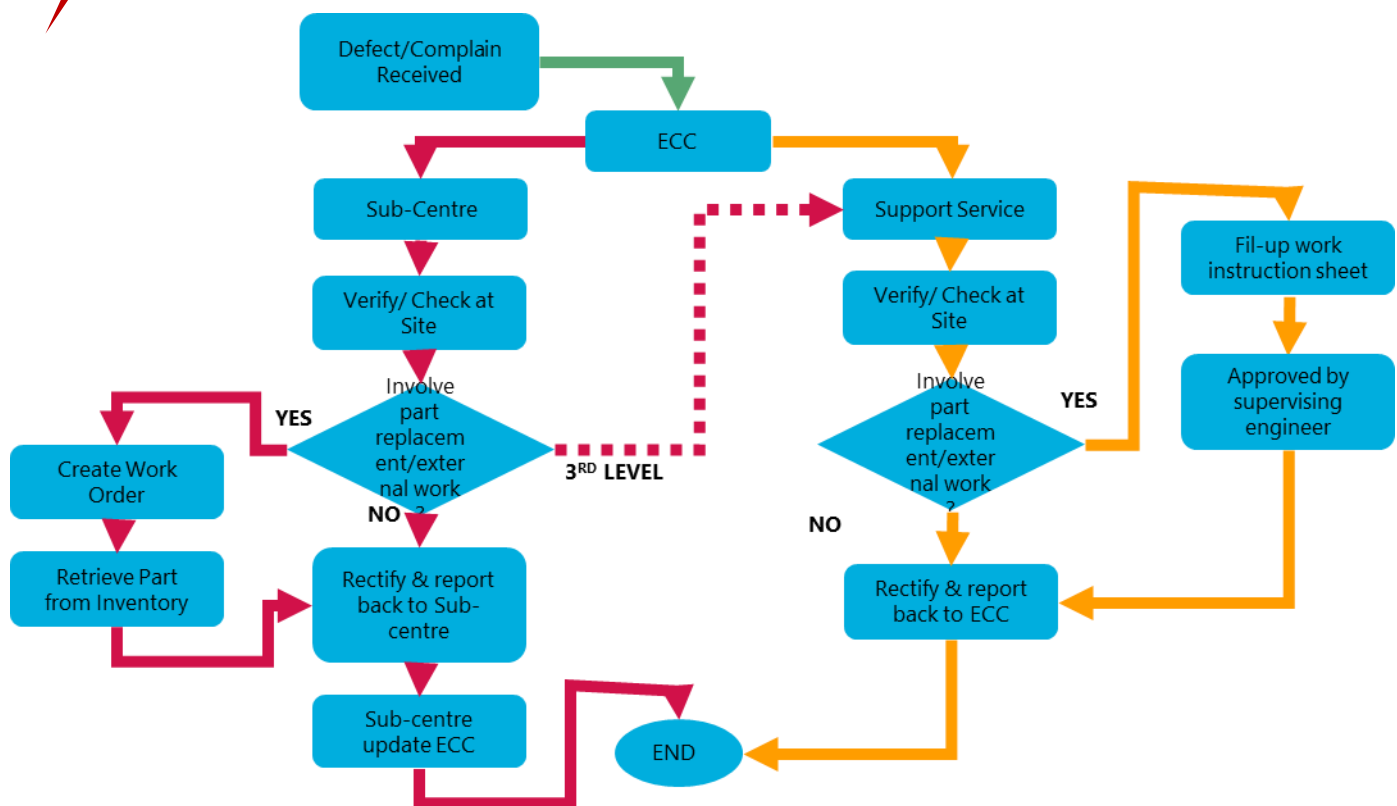 Defect/Complain
Received
ECC
Sub-Centre
Support Service
Fil-up work
instruction sheet
Verify/ Check at
Site
Verify/ Check at
Site
Approved by
supervising
engineer
Involve
part
replacem
ent/exter
nal work
?
YES
3RD LEVEL
NO
Involve
part
replacem
ent/exter
nal work
?
YES
NO
Create Work
Order
Retrieve Part
from Inventory
Rectify & report
back to Sub-
centre
Rectify & report
back to ECC
Sub-centre
update ECC
END